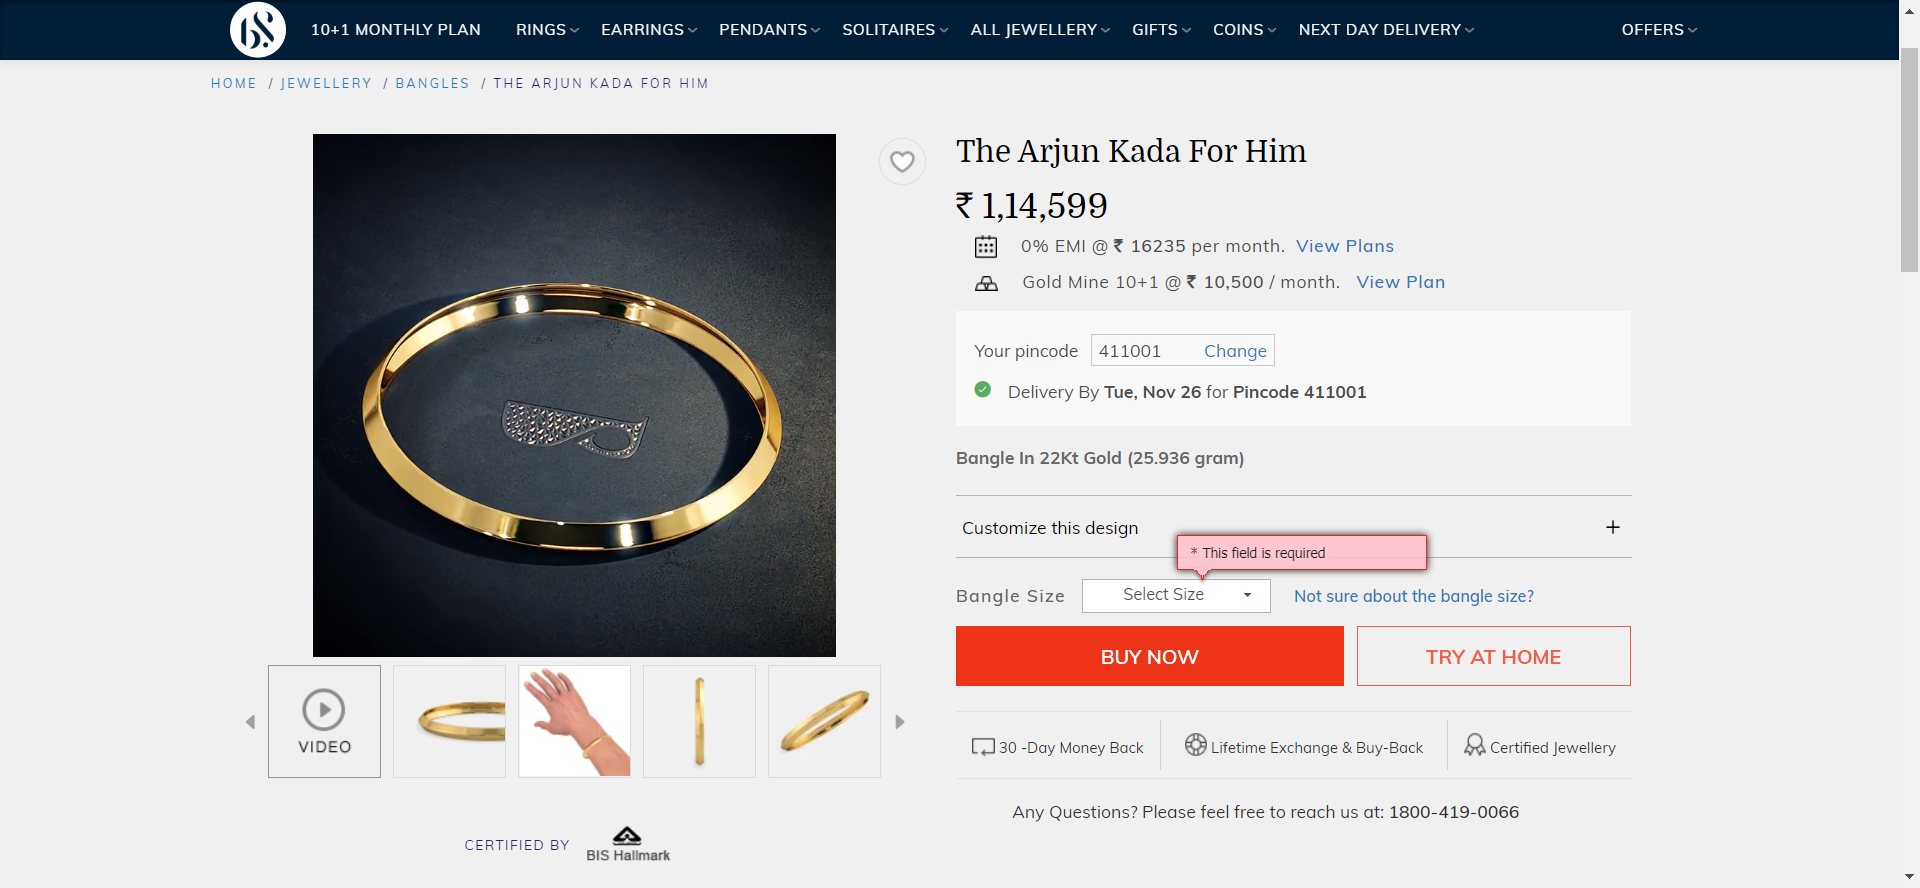 BS.
10+1 MONTHLY PLAN RINGS EARRINGS PENDANTS SOLITAIRES ALL JEWELLERY GIFTS COINS NEXT DAY DELIVERY OFFERS
HOME / JEWELLERY / BANGLES / THE ARJUN KADA FOR HIM
The Arjun Kada For Him
₹ 1,14,599
0% EMI @ ₹ 16235 per month. View Plans
Gold Mine 10+1 @ ₹ 10,500 / month. View Plan
Your pincode 411001 Change
Delivery By Tue, Nov 26 for Pincode 411001
Bangle In 22Kt Gold (25.936 gram)
Customize this design +
* This field is required
Bangle Size Select Size Not sure about the bangle size?
BUY NOW TRY AT HOME
VIDEO
30 -Day Money Back Lifetime Exchange & Buy-Back Certified Jewellery
Any Questions? Please feel free to reach us at: 1800-419-0066
CERTIFIED BY BIS Hallmark